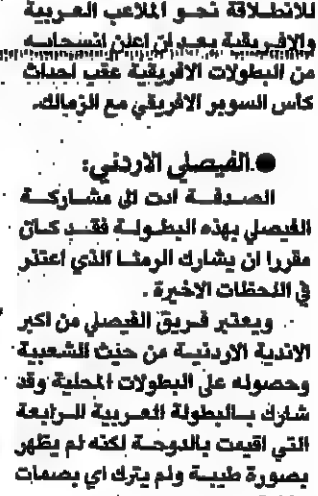 للانطلاقة نحو الملاعب العربية
والافريقية بعد ان اعلن انسحابه
من البطولات الافريقية عقب احداث
كأس السوبر الافريقي مع الزمالك.
● الفيصلي الاردني:
الصدفة ادت الى مشاركة
الفيصلي بهذه البطولة فقد كان
مقررا ان يشارك الرمثا الذي اعتذر
في اللحظات الاخيرة .
ويعتبر فريق الفيصلي من اكبر
الاندية الاردنية من حيث الشعبية
وحصوله على البطولات المحلية وقد
شارك بالبطولة العربية الرابعة
التي اقيمت بالدوحة لكنه لم يظهر
بصورة طيبة ولم يترك اي بصمات